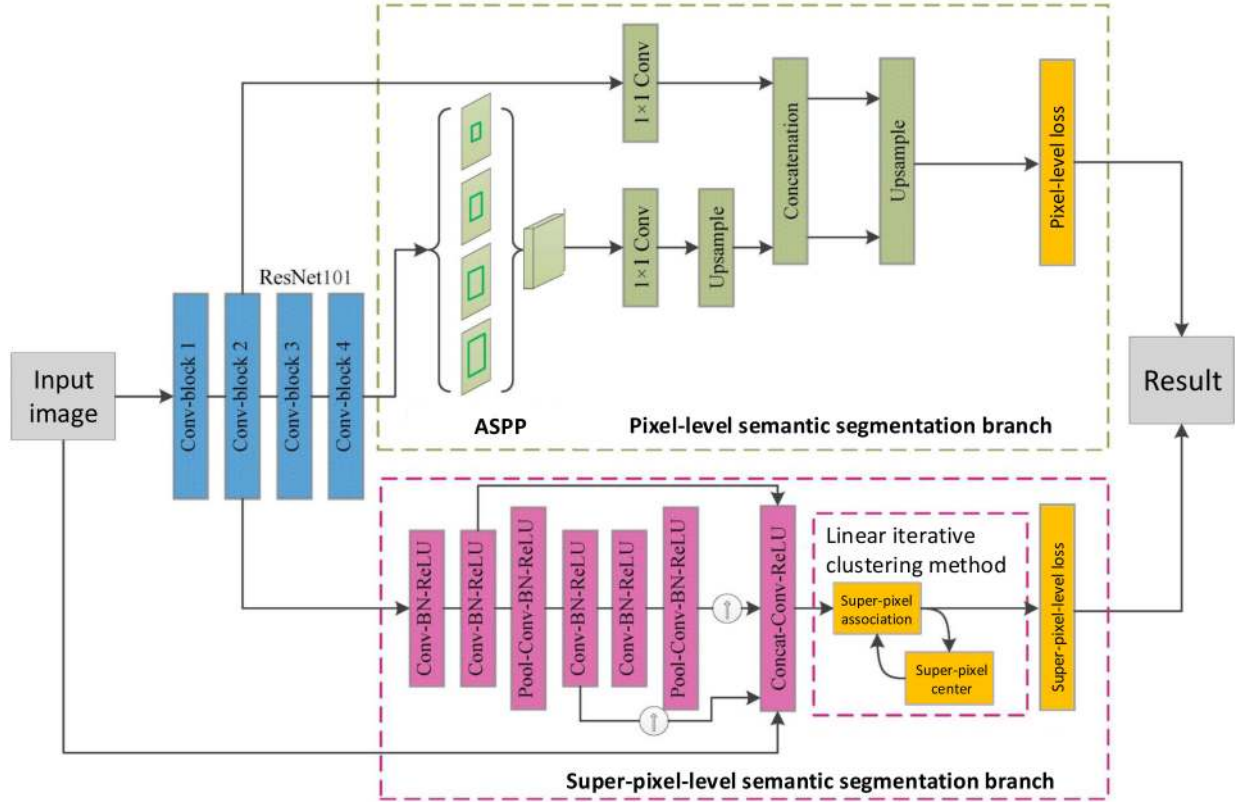 1×1 Conv
Concatenation
Upsample
Pixel-level loss
1×1 Conv
Upsample
ResNet101
Conv-block 1
Conv-block 2
Conv-block 3
Conv-block 4
Input
image
Result
ASPP
Pixel-level semantic segmentation branch
Conv-BN-ReLU
Conv-BN-ReLU
Pool-Conv-BN-ReLU
Conv-BN-ReLU
Conv-BN-ReLU
Pool-Conv-BN-ReLU
Concat-Conv-ReLU
Linear iterative
clustering method
Super-pixel
association
Super-pixel
center
Super-pixel-level loss
Super-pixel-level semantic segmentation branch